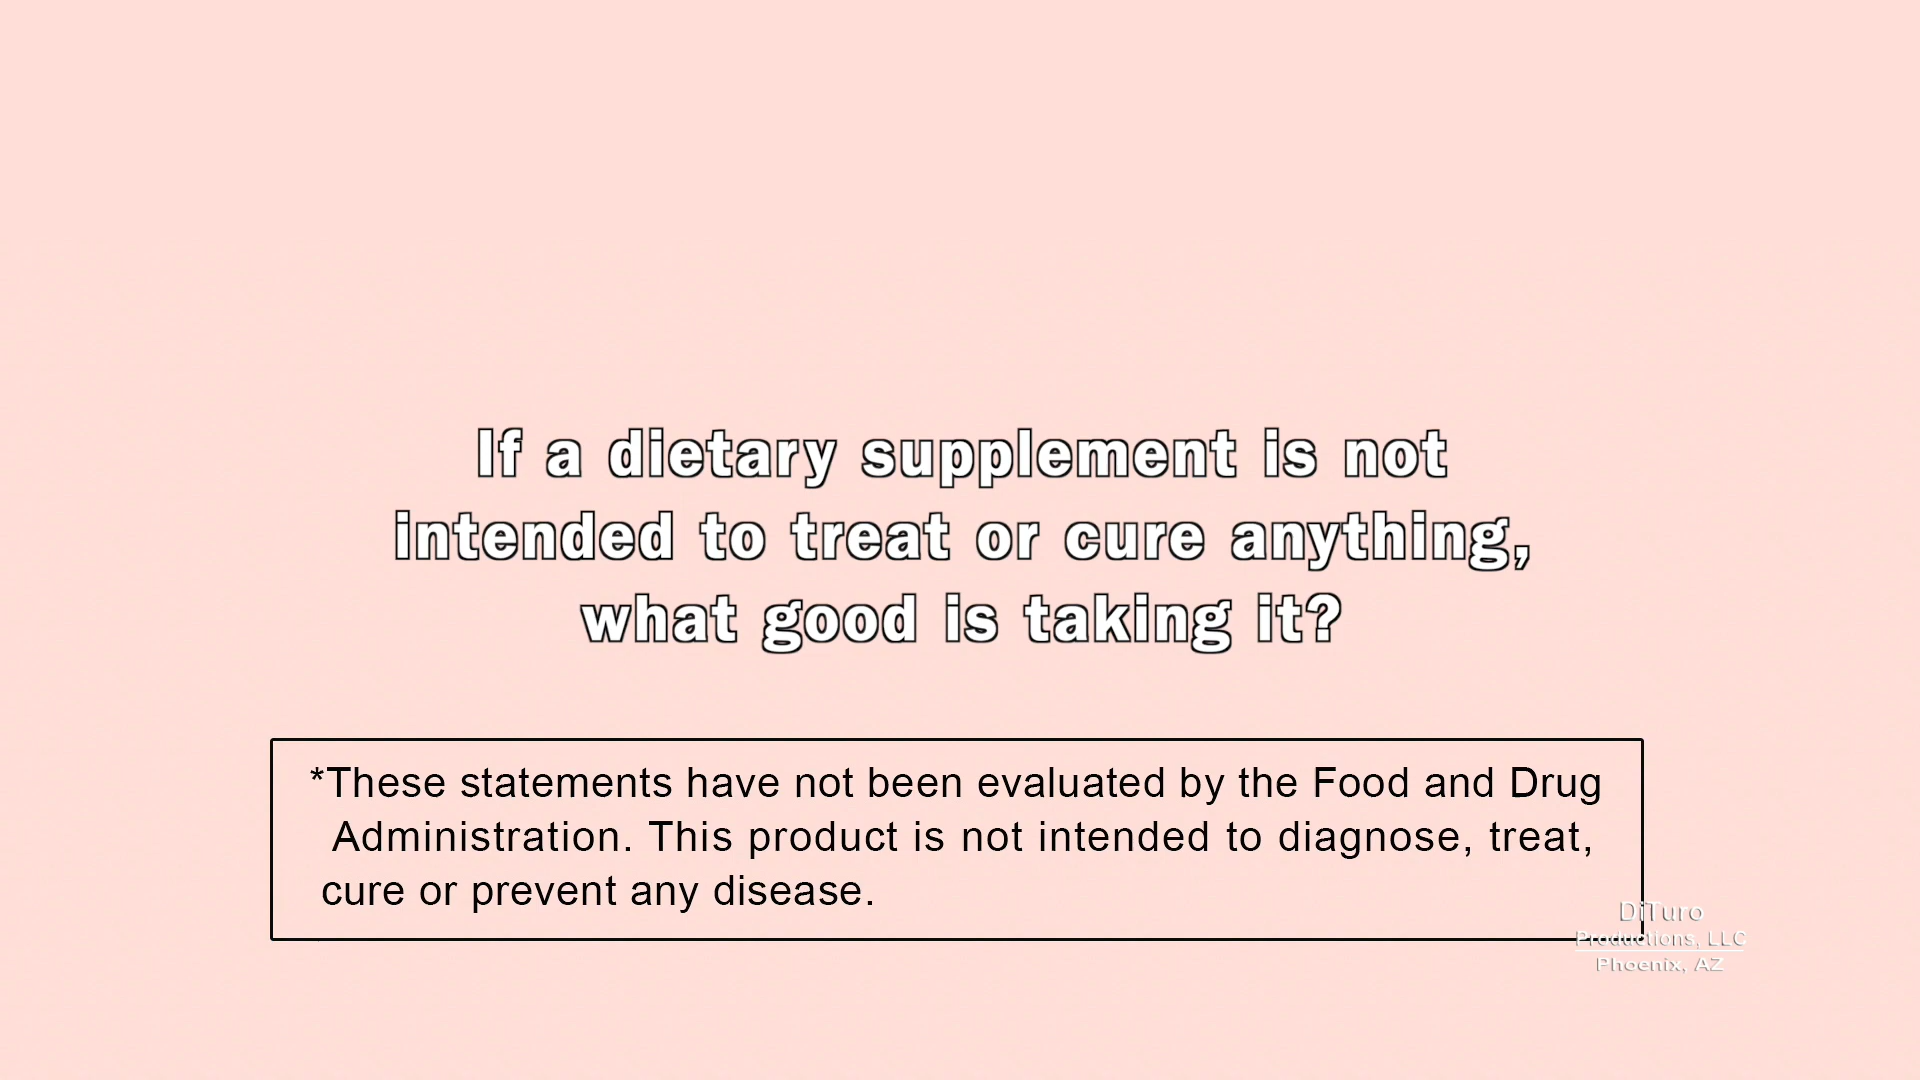 If a dietary supplement is not
intended to treat or cure anything,
what good is taking it?
*These statements have not been evaluated by the Food and Drug
Administration. This product is not intended to diagnose, treat,
cure or prevent any disease.
DiTuro
Productions, LLC
Phoenix, AZ